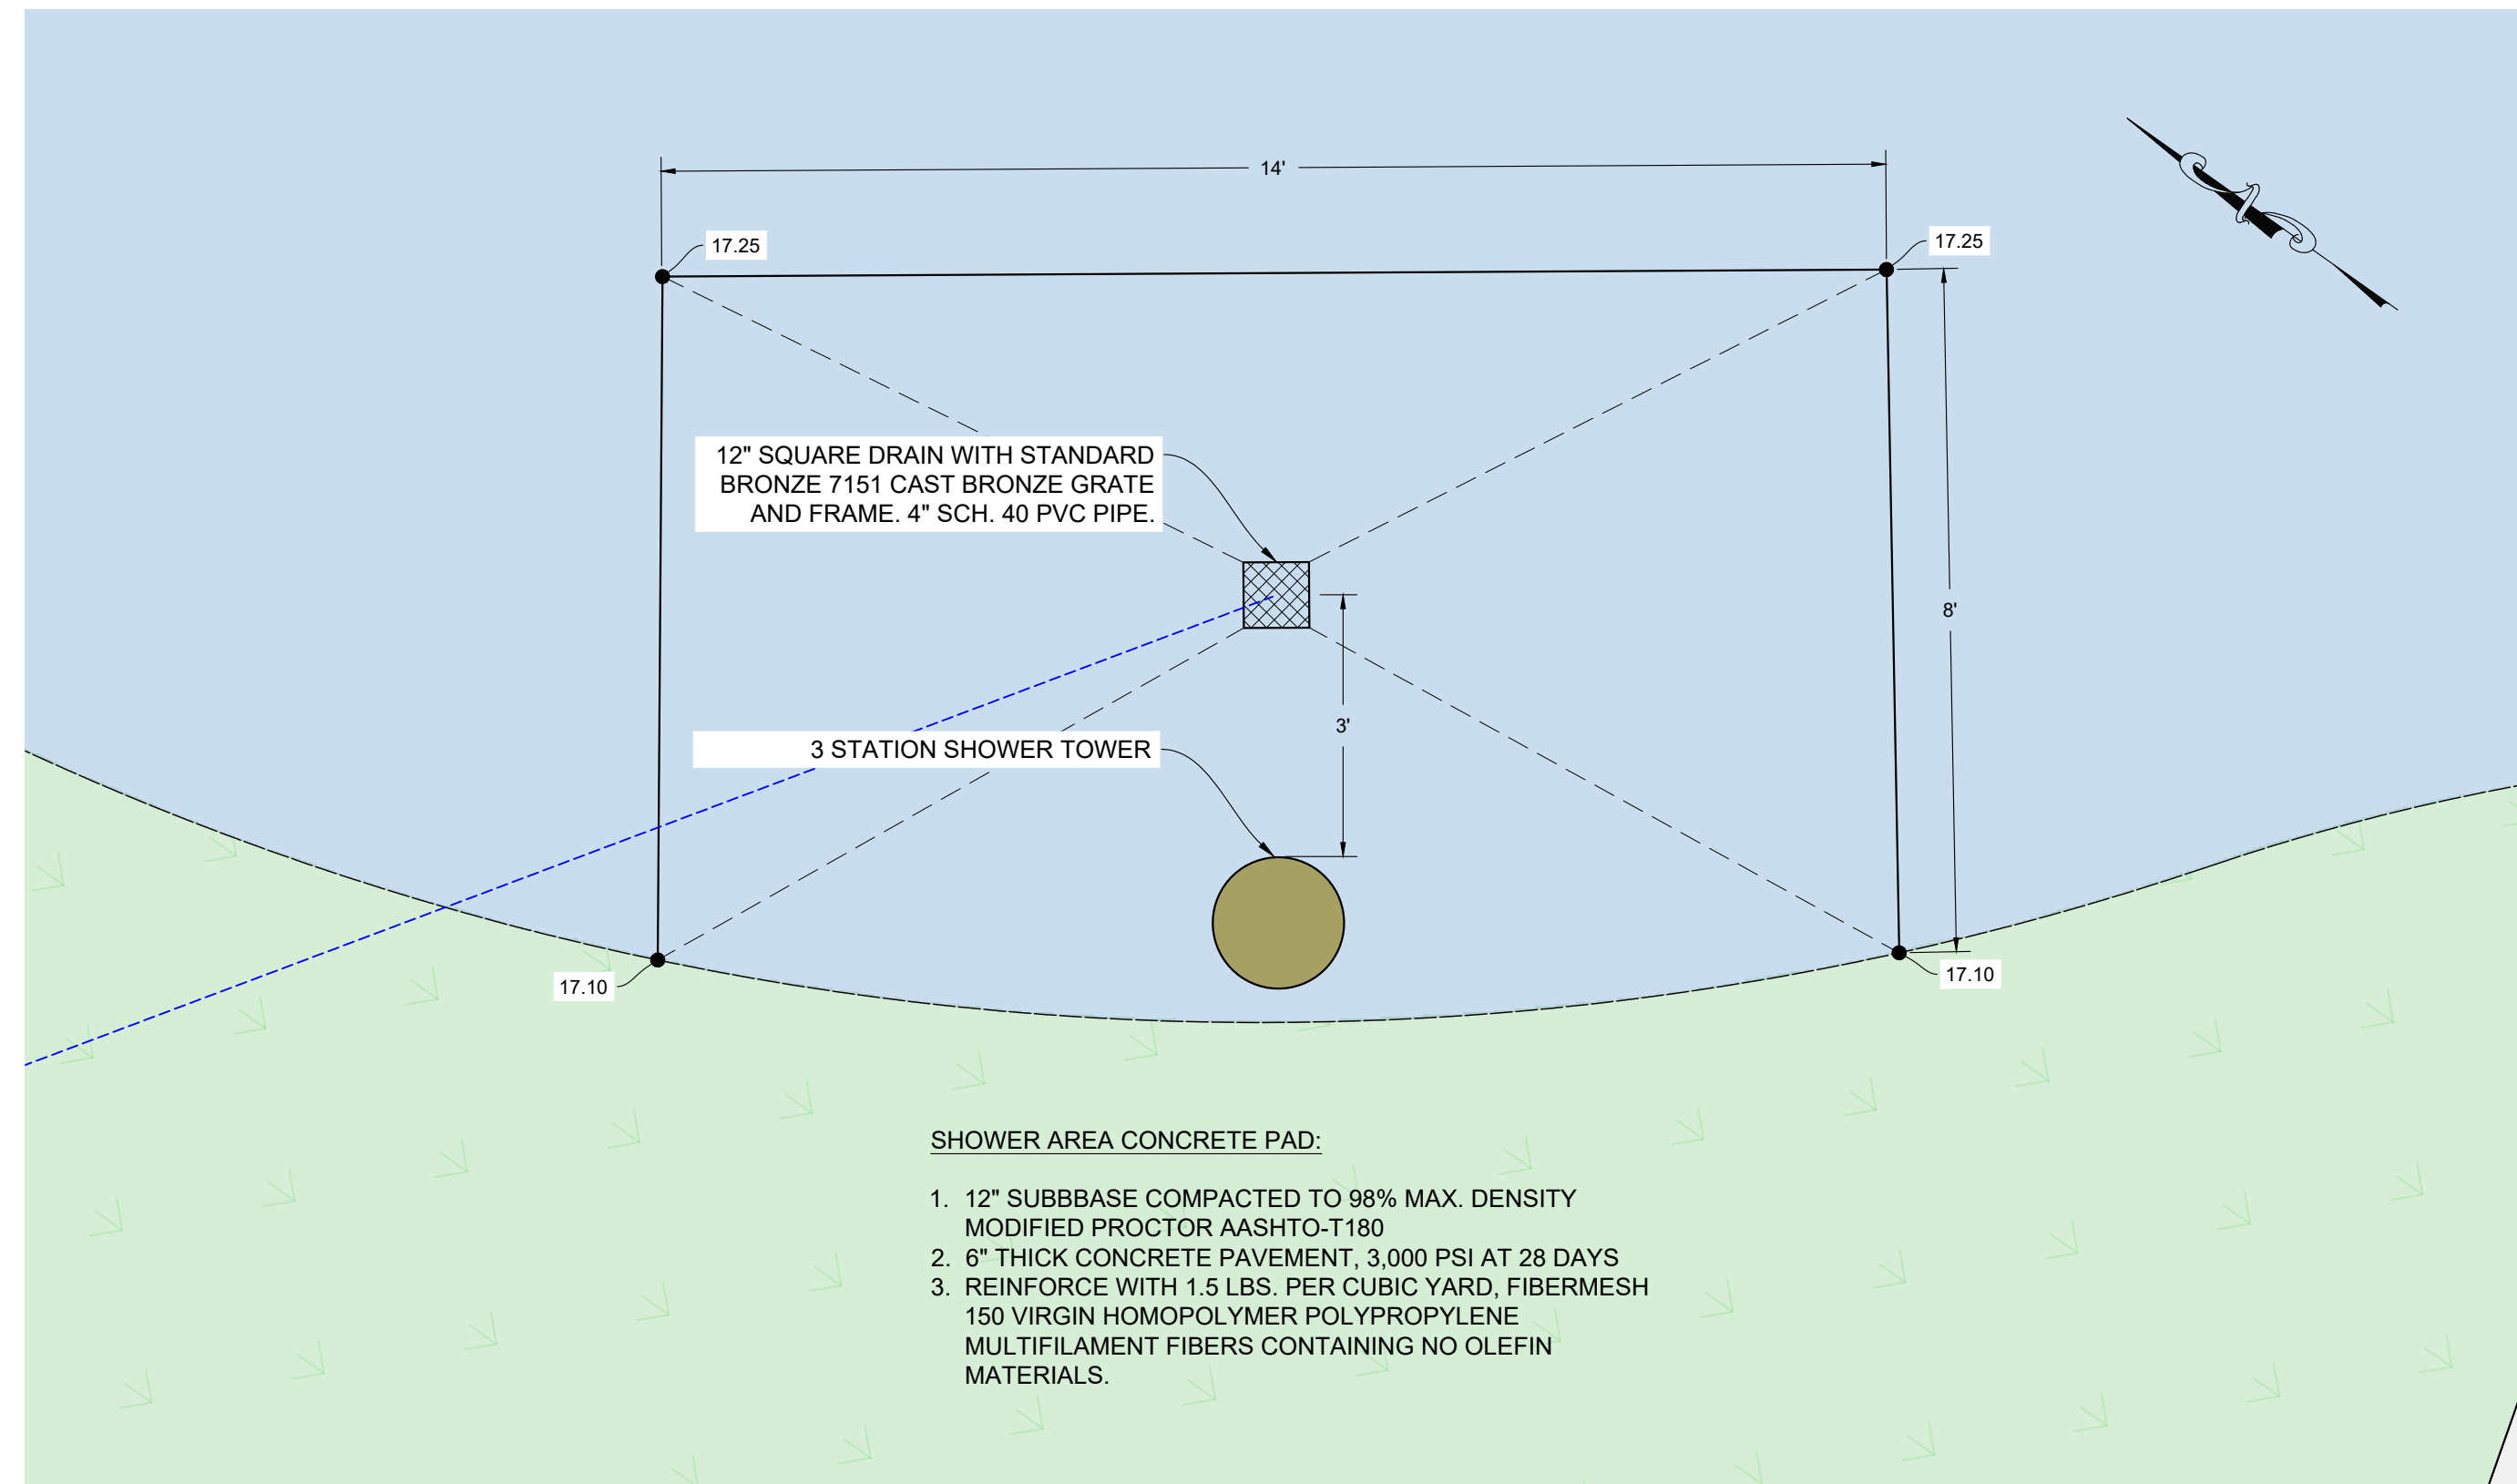 14'
17.25
17.25
12" SQUARE DRAIN WITH STANDARD
BRONZE 7151 CAST BRONZE GRATE
AND FRAME. 4" SCH. 40 PVC PIPE.
8'
3'
3 STATION SHOWER TOWER
17.10
17.10
SHOWER AREA CONCRETE PAD:
1. 12" SUBBBASE COMPACTED TO 98% MAX. DENSITY
MODIFIED PROCTOR AASHTO-T180
2. 6" THICK CONCRETE PAVEMENT, 3,000 PSI AT 28 DAYS
3. REINFORCE WITH 1.5 LBS. PER CUBIC YARD, FIBERMESH
150 VIRGIN HOMOPOLYMER POLYPROPYLENE
MULTIFILAMENT FIBERS CONTAINING NO OLEFIN
MATERIALS.